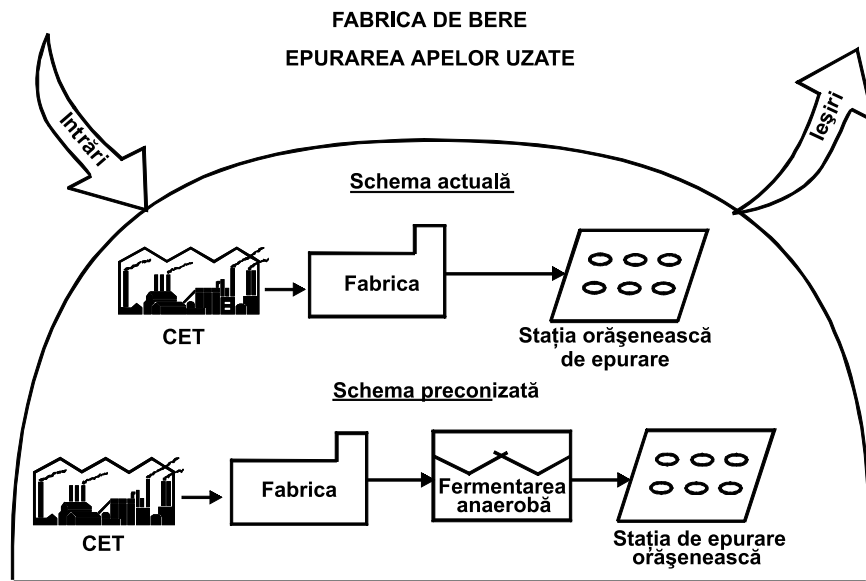 FABRICA DE BERE
EPURAREA APELOR UZATE
Intrări
Ieşiri
Schema actuală
Fabrica
CET
Staţia orăşenească
de epurare
Schema preconizată
Fabrica
Fermentarea
anaerobă
CET
Staţia de epurare
orăşenească